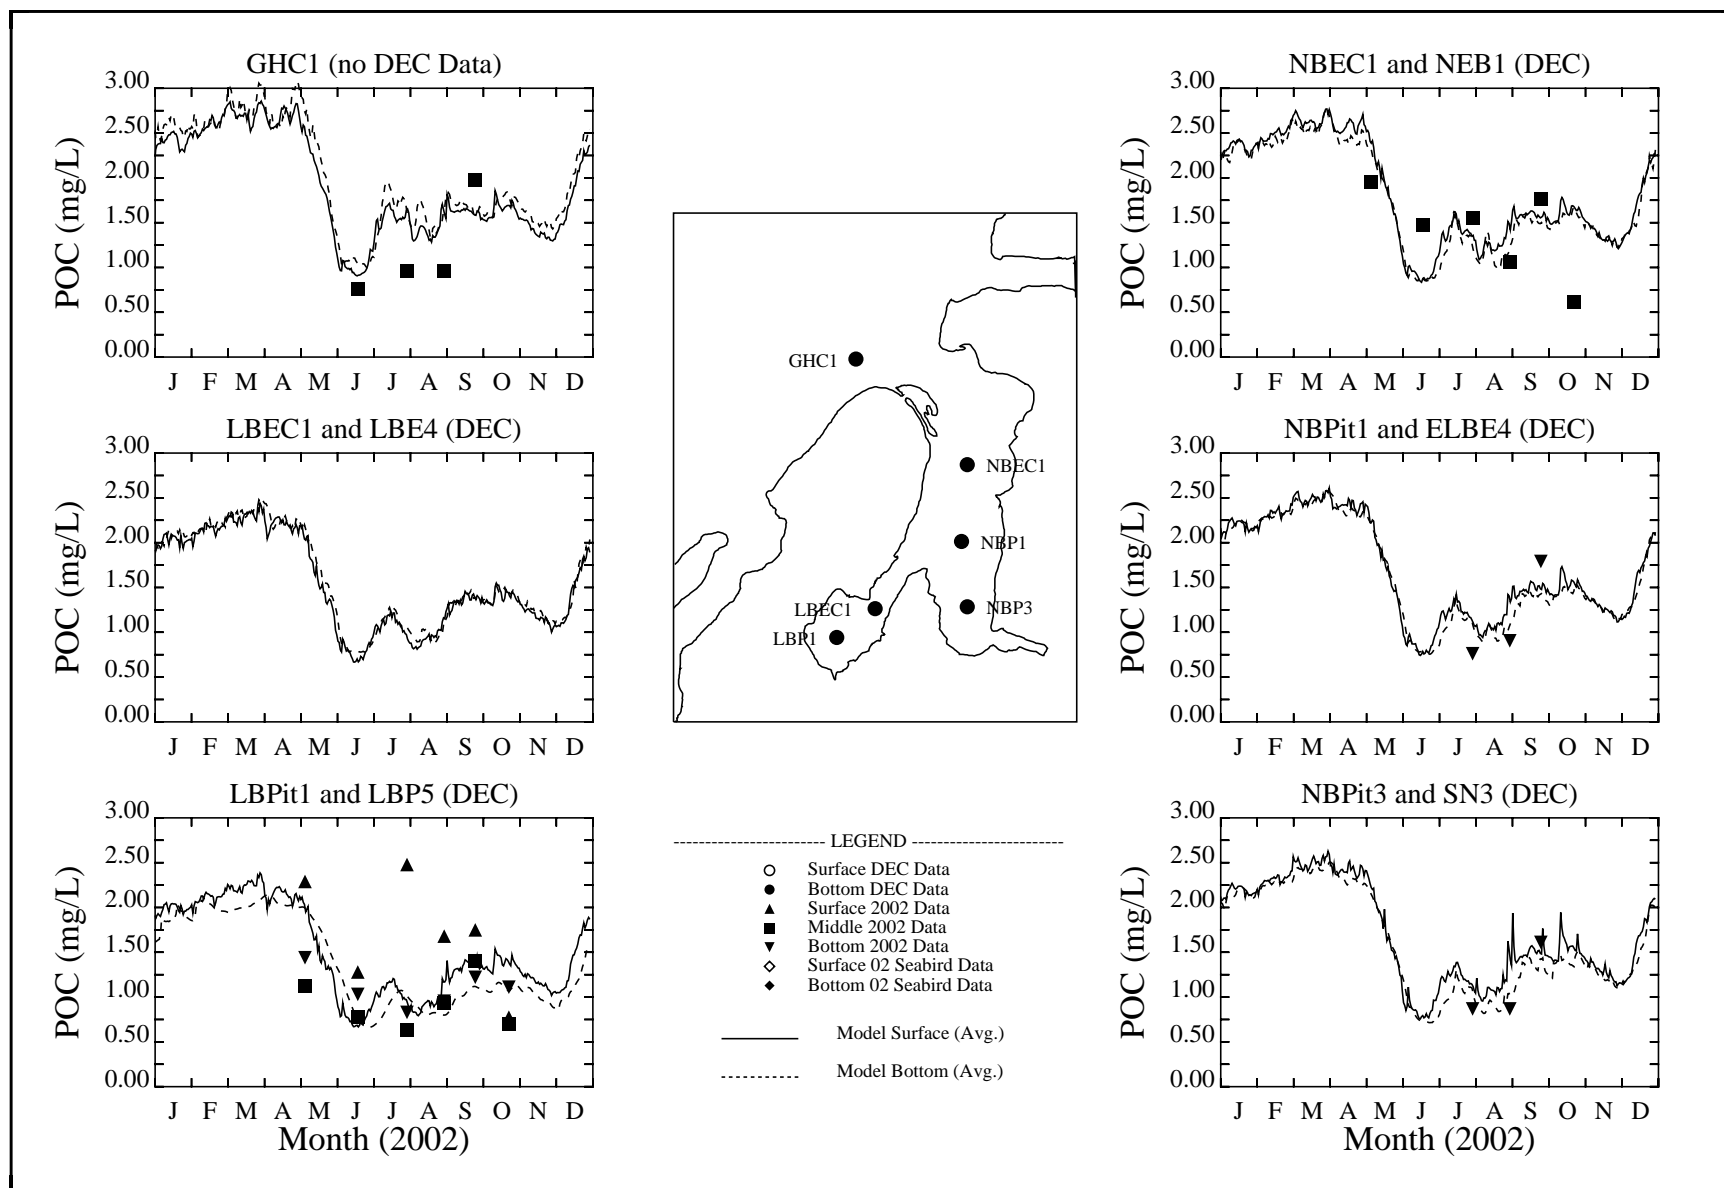 GHC1 (no DEC Data)
3.00
2.50
2.00
1.50
1.00
0.50
0.00
POC (mg/L)
J F M A M J J A S O N D
LBEC1 and LBE4 (DEC)
3.00
2.50
2.00
1.50
1.00
0.50
0.00
POC (mg/L)
J F M A M J J A S O N D
LBPit1 and LBP5 (DEC)
3.00
2.50
2.00
1.50
1.00
0.50
0.00
POC (mg/L)
J F M A M J J A S O N D
Month (2002)
GHC1
NBEC1
NBP1
LBEC1
NBP3
LBP1
LEGEND
Surface DEC Data
Bottom DEC Data
Surface 2002 Data
Middle 2002 Data
Bottom 2002 Data
Surface 02 Seabird Data
Bottom 02 Seabird Data
Model Surface (Avg.)
Model Bottom (Avg.)
NBEC1 and NEB1 (DEC)
3.00
2.50
2.00
1.50
1.00
0.50
0.00
POC (mg/L)
J F M A M J J A S O N D
NBPit1 and ELBE4 (DEC)
3.00
2.50
2.00
1.50
1.00
0.50
0.00
POC (mg/L)
J F M A M J J A S O N D
NBPit3 and SN3 (DEC)
3.00
2.50
2.00
1.50
1.00
0.50
0.00
POC (mg/L)
J F M A M J J A S O N D
Month (2002)